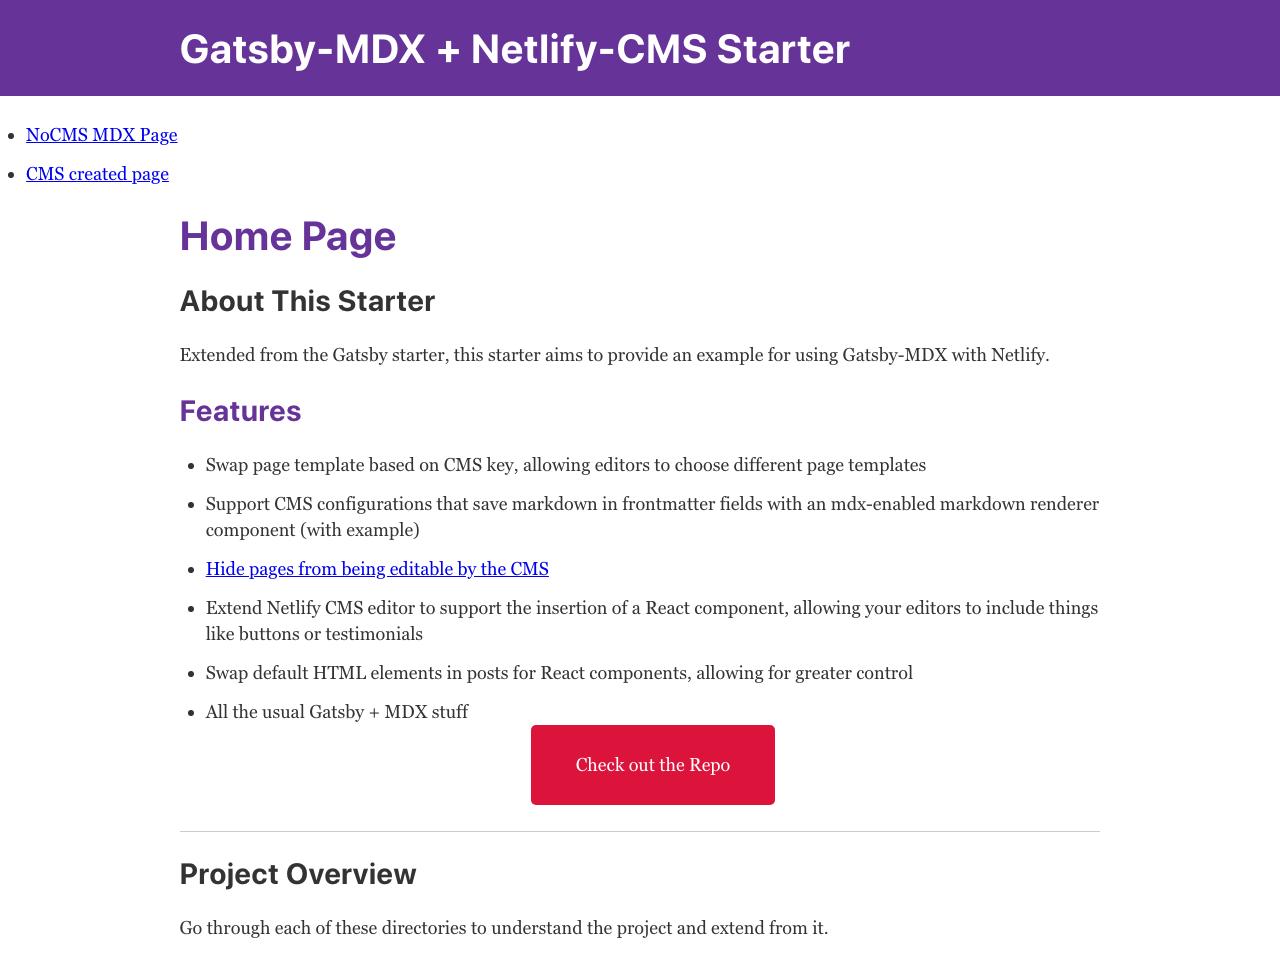 Gatsby-MDX + Netlify-CMS Starter
NoCMS MDX Page
CMS created page
Home Page
About This Starter
Extended from the Gatsby starter, this starter aims to provide an example for using Gatsby-MDX with Netlify.
Features
Swap page template based on CMS key, allowing editors to choose different page templates
Support CMS configurations that save markdown in frontmatter fields with an mdx-enabled markdown renderer
component (with example)
Hide pages from being editable by the CMS
Extend Netlify CMS editor to support the insertion of a React component, allowing your editors to include things
like buttons or testimonials
Swap default HTML elements in posts for React components, allowing for greater control
All the usual Gatsby + MDX stuff
Check out the Repo
Project Overview
Go through each of these directories to understand the project and extend from it.